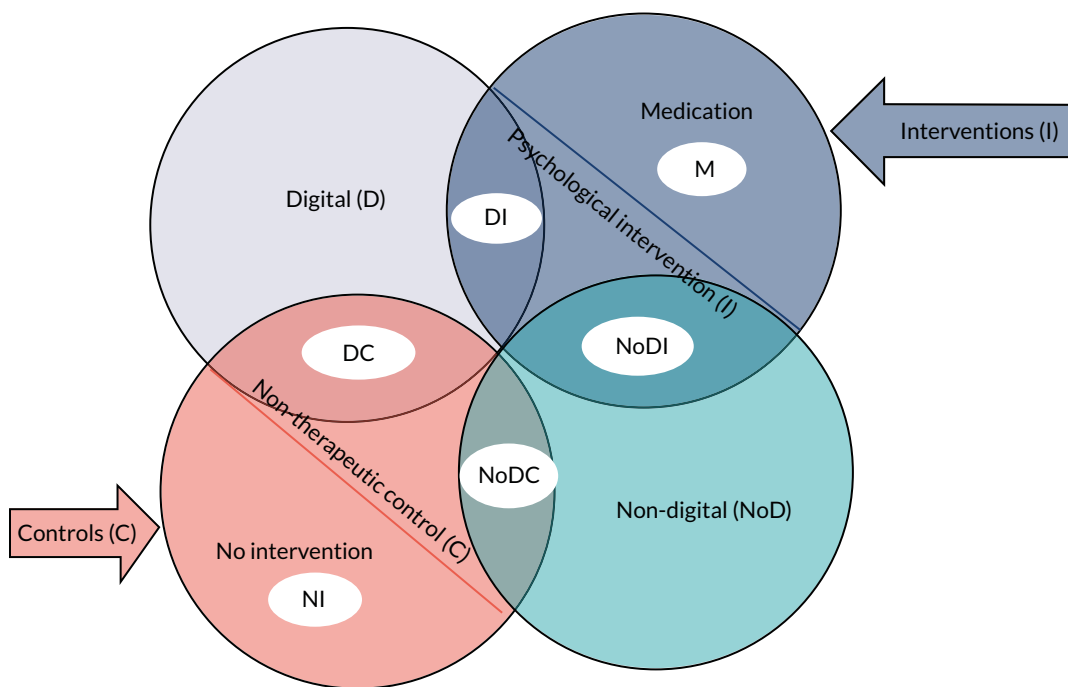 Medication
Interventions (I)
M
Psychological intervention (I)
Digital (D)
DI
DC
NoDI
Non-therapeutic control (C)
NoDC
Non-digital (NoD)
Controls (C)
No intervention
NI